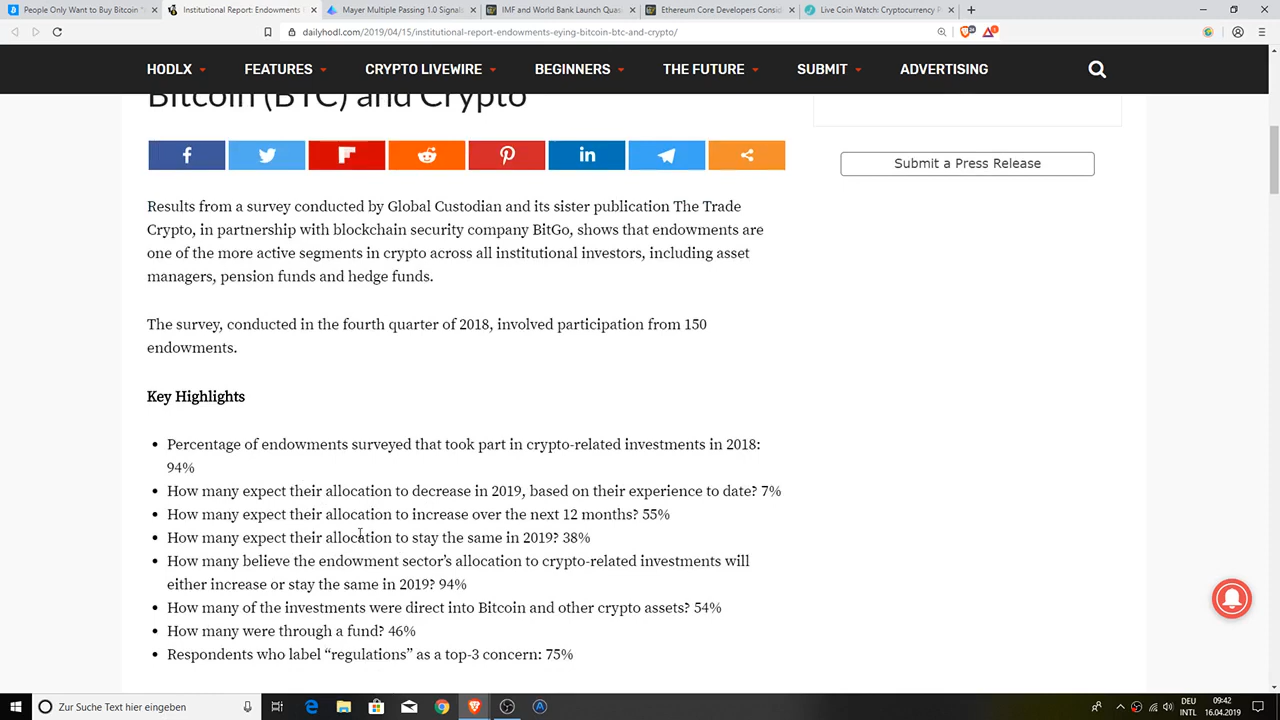 People Only Want to Buy Bitcoin
Institutional Report: Endowments
Mayer Multiple Passing 1.0 Signals
IMF and World Bank Launch Quas
Ethereum Core Developers Consid
Live Coin Watch: Cryptocurrency P
dailyhodl.com/2019/04/15/institutional-report-endowments-eying-bitcoin-btc-and-crypto/
HODLX FEATURES CRYPTO LIVEWIRE BEGINNERS THE FUTURE SUBMIT ADVERTISING
Bitcoin (BTC) and Crypto
Submit a Press Release
Results from a survey conducted by Global Custodian and its sister publication The Trade
Crypto, in partnership with blockchain security company BitGo, shows that endowments are
one of the more active segments in crypto across all institutional investors, including asset
managers, pension funds and hedge funds.
The survey, conducted in the fourth quarter of 2018, involved participation from 150
endowments.
Key Highlights
• Percentage of endowments surveyed that took part in crypto-related investments in 2018:
94%
• How many expect their allocation to decrease in 2019, based on their experience to date? 7%
• How many expect their allocation to increase over the next 12 months? 55%
• How many expect their allocation to stay the same in 2019? 38%
• How many believe the endowment sector's allocation to crypto-related investments will
either increase or stay the same in 2019? 94%
• How many of the investments were direct into Bitcoin and other crypto assets? 54%
• How many were through a fund? 46%
• Respondents who label “regulations” as a top-3 concern: 75%
Zur Suche Text hier eingeben
DEU
INTL
09:42
16.04.2019